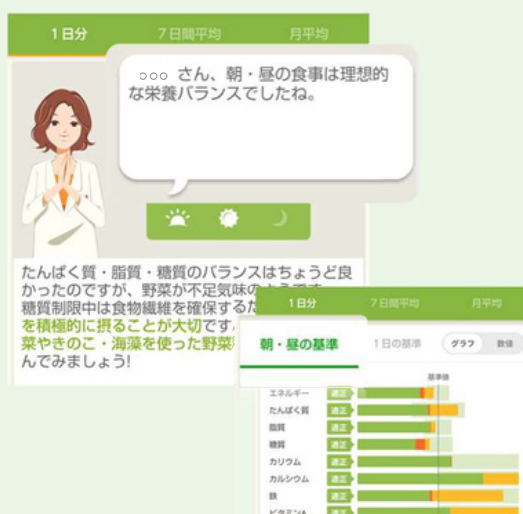 1日分 7日間平均 月平均
○○○ さん、朝・昼の食事は理想的
な栄養バランスでしたね。
たんぱく質・脂質・糖質のバランスはちょうど良
かったのですが、野菜が不足気味の
糖質制限中は食物繊維を確保するた
を積極的に摂ることが大切です
菜やきのこ・海藻を使った野菜
んでみましょう!
1日分 7日間平均 月平均
朝・昼の基準 1日の基準 グラフ 数値
基準値
エネルギー 適正
たんぱく質 適正
脂質 適正
糖質 適正
カリウム 適正
カルシウム 適正
鉄 適正
ビタミンA 適正